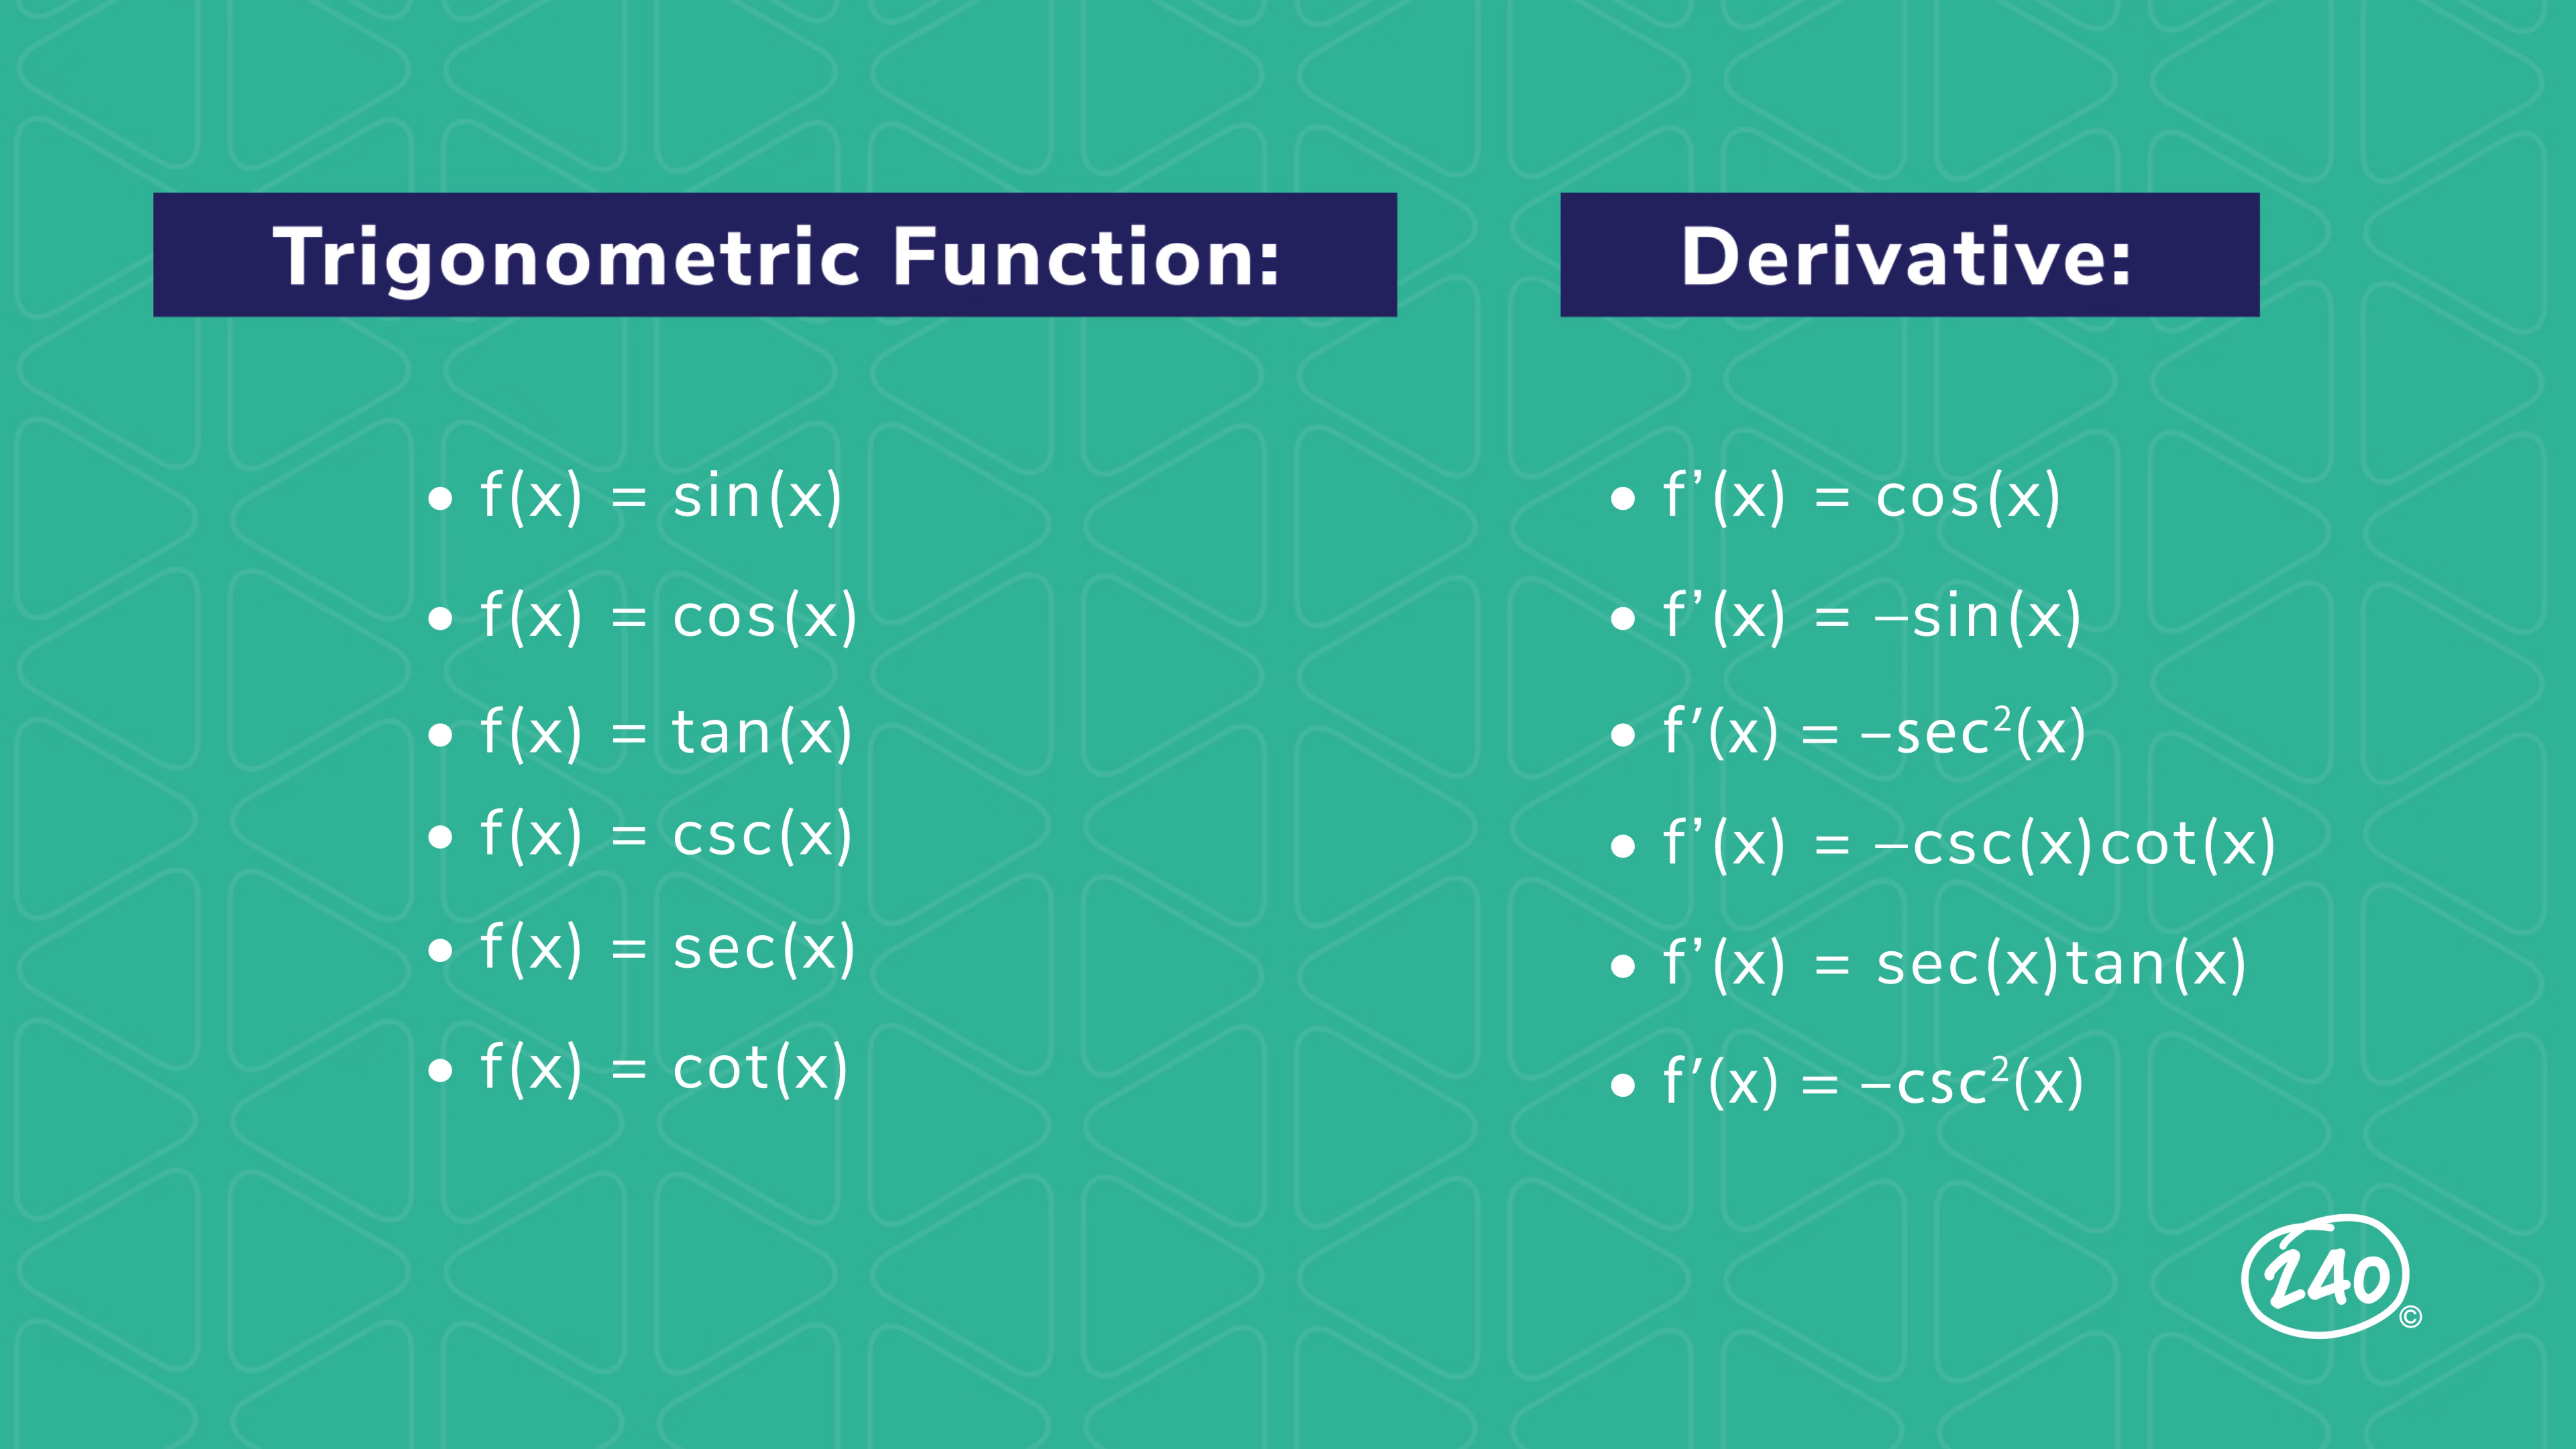 Trigonometric Function:
• f(x) = sin(x)
• f(x) = cos(x)
• f(x) = tan(x)
• f(x) = csc(x)
• f(x) = sec(x)
• f(x) = cot(x)
Derivative:
• f’(x) = cos(x)
• f’(x) = –sin(x)
• f′(x) = –sec²(x)
• f’(x) = –csc(x)cot(x)
• f’(x) = sec(x)tan(x)
• f′(x) = –csc²(x)
240
©